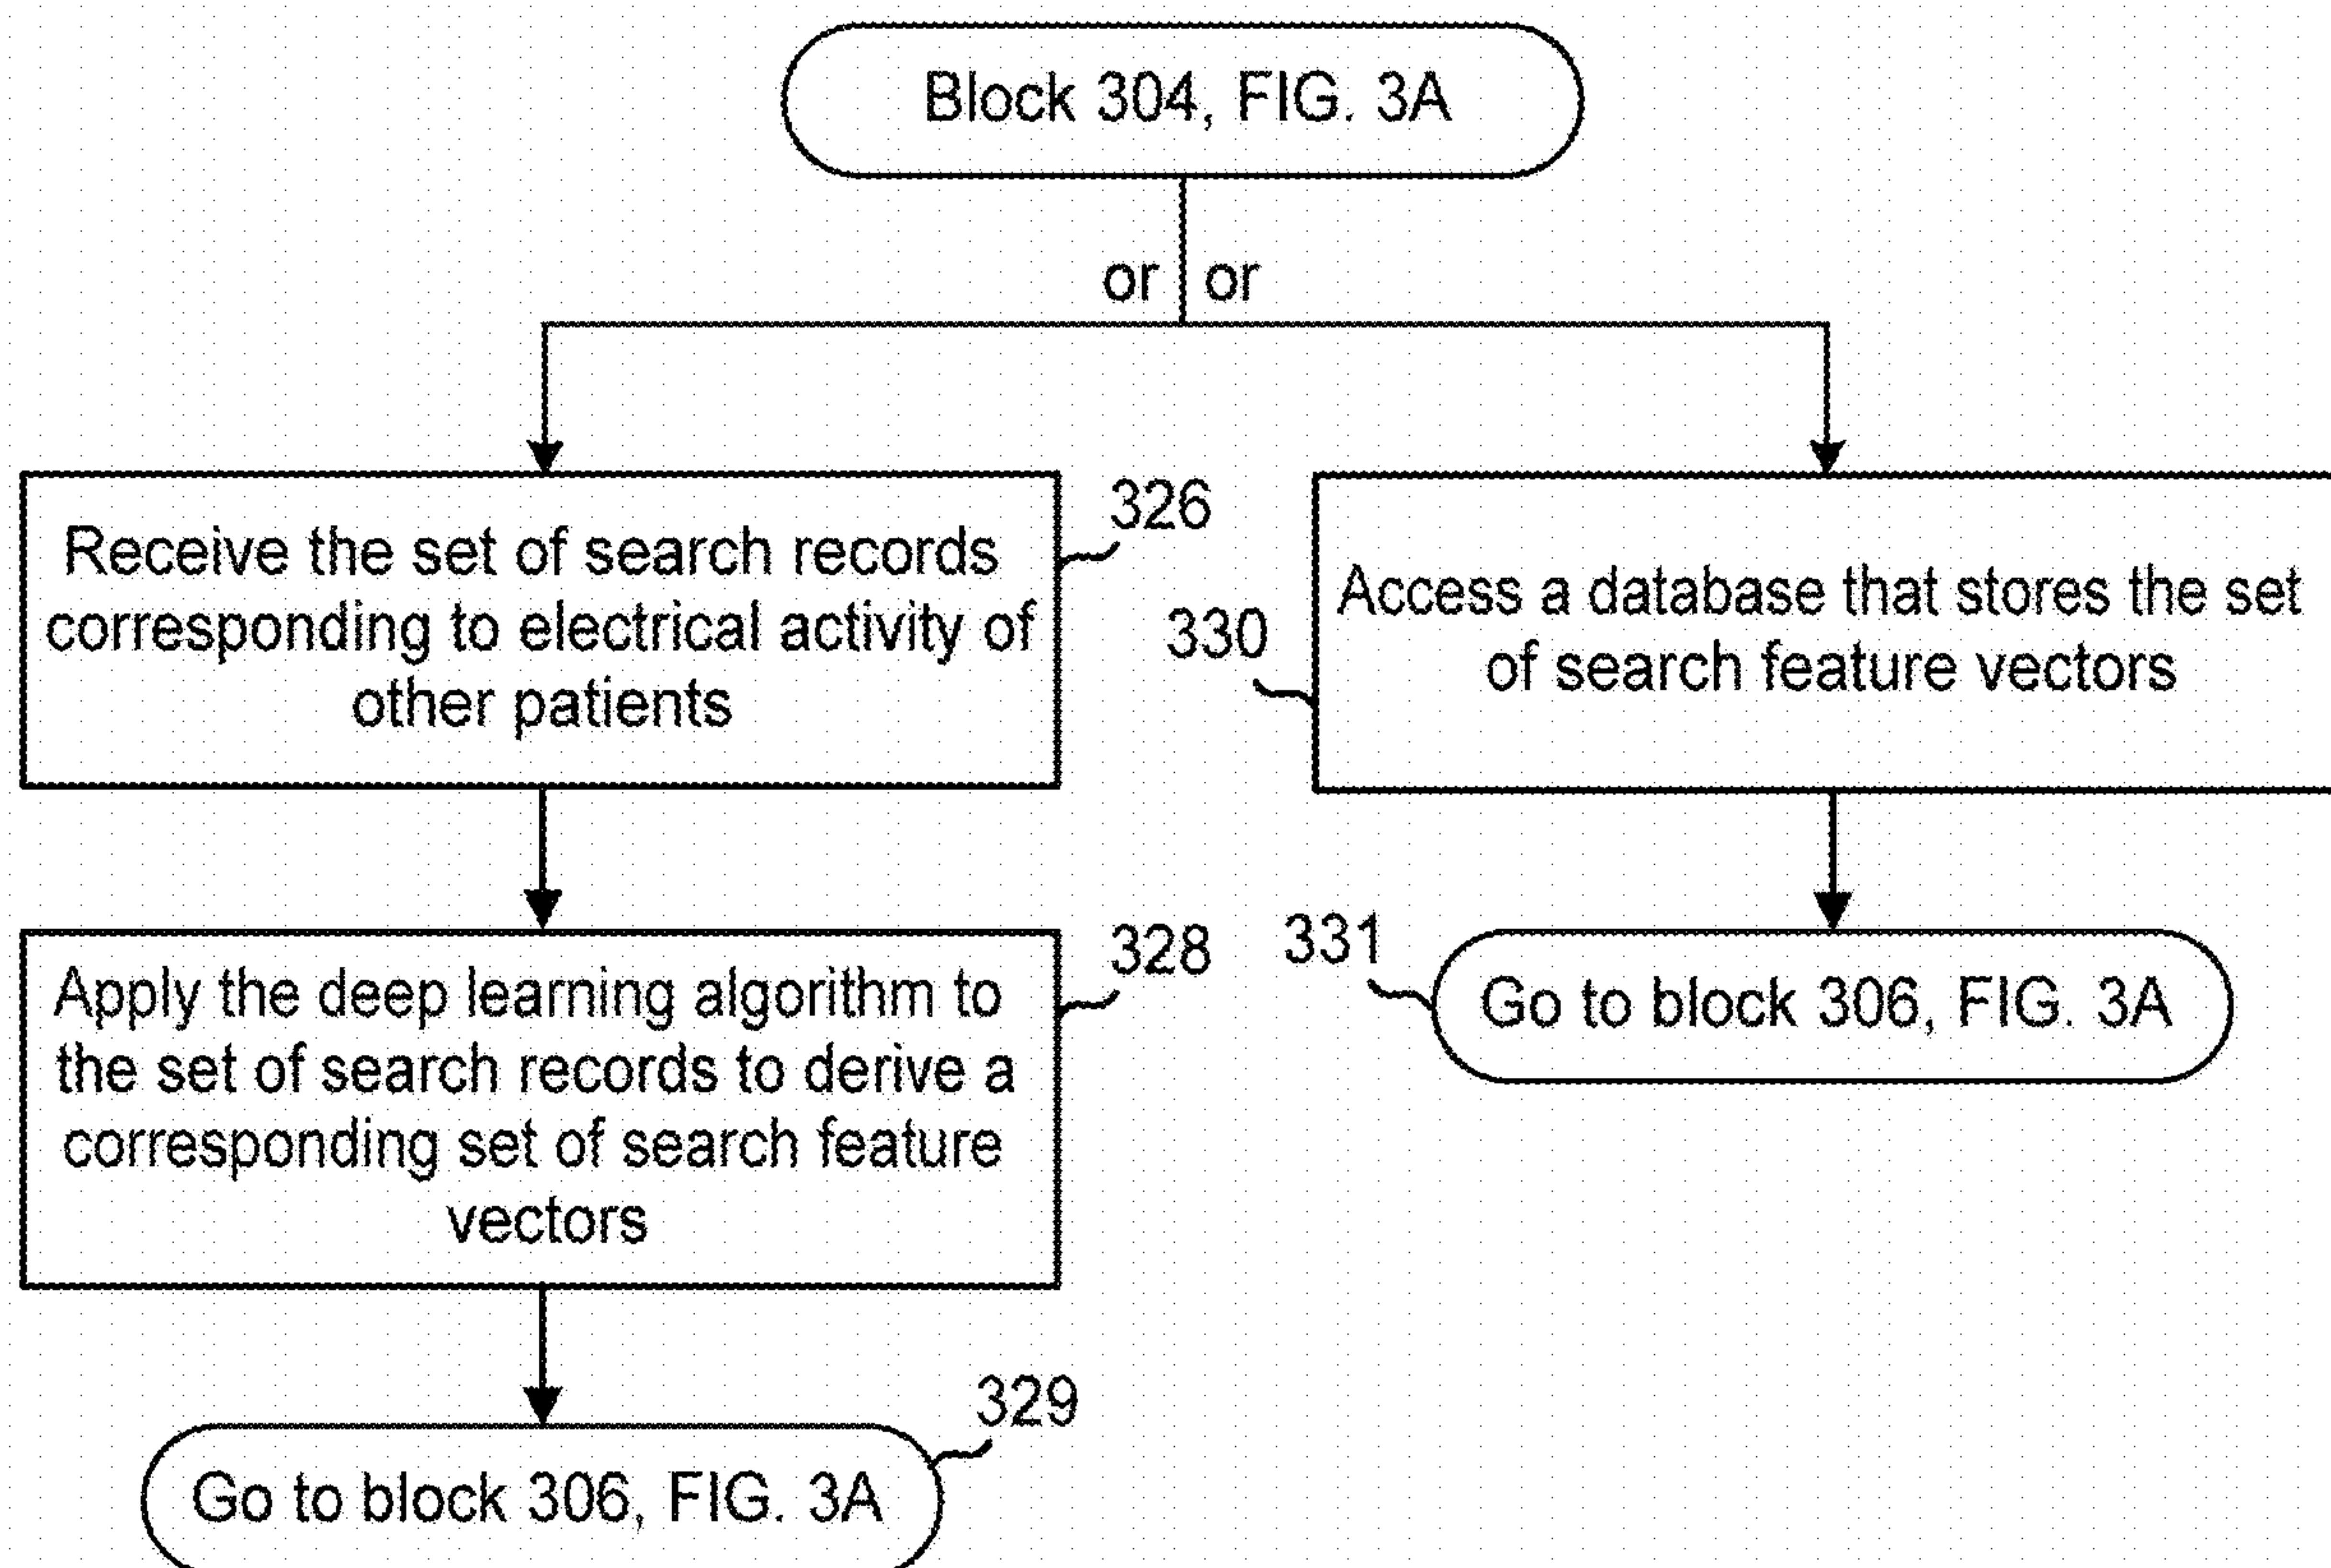 Block 304, FIG. 3A
or or
Receive the set of search records
corresponding to electrical activity of
other patients
326
Apply the deep learning algorithm to
the set of search records to derive a
corresponding set of search feature
vectors
328
Go to block 306, FIG. 3A
329
330
Access a database that stores the set
of search feature vectors
331
Go to block 306, FIG. 3A